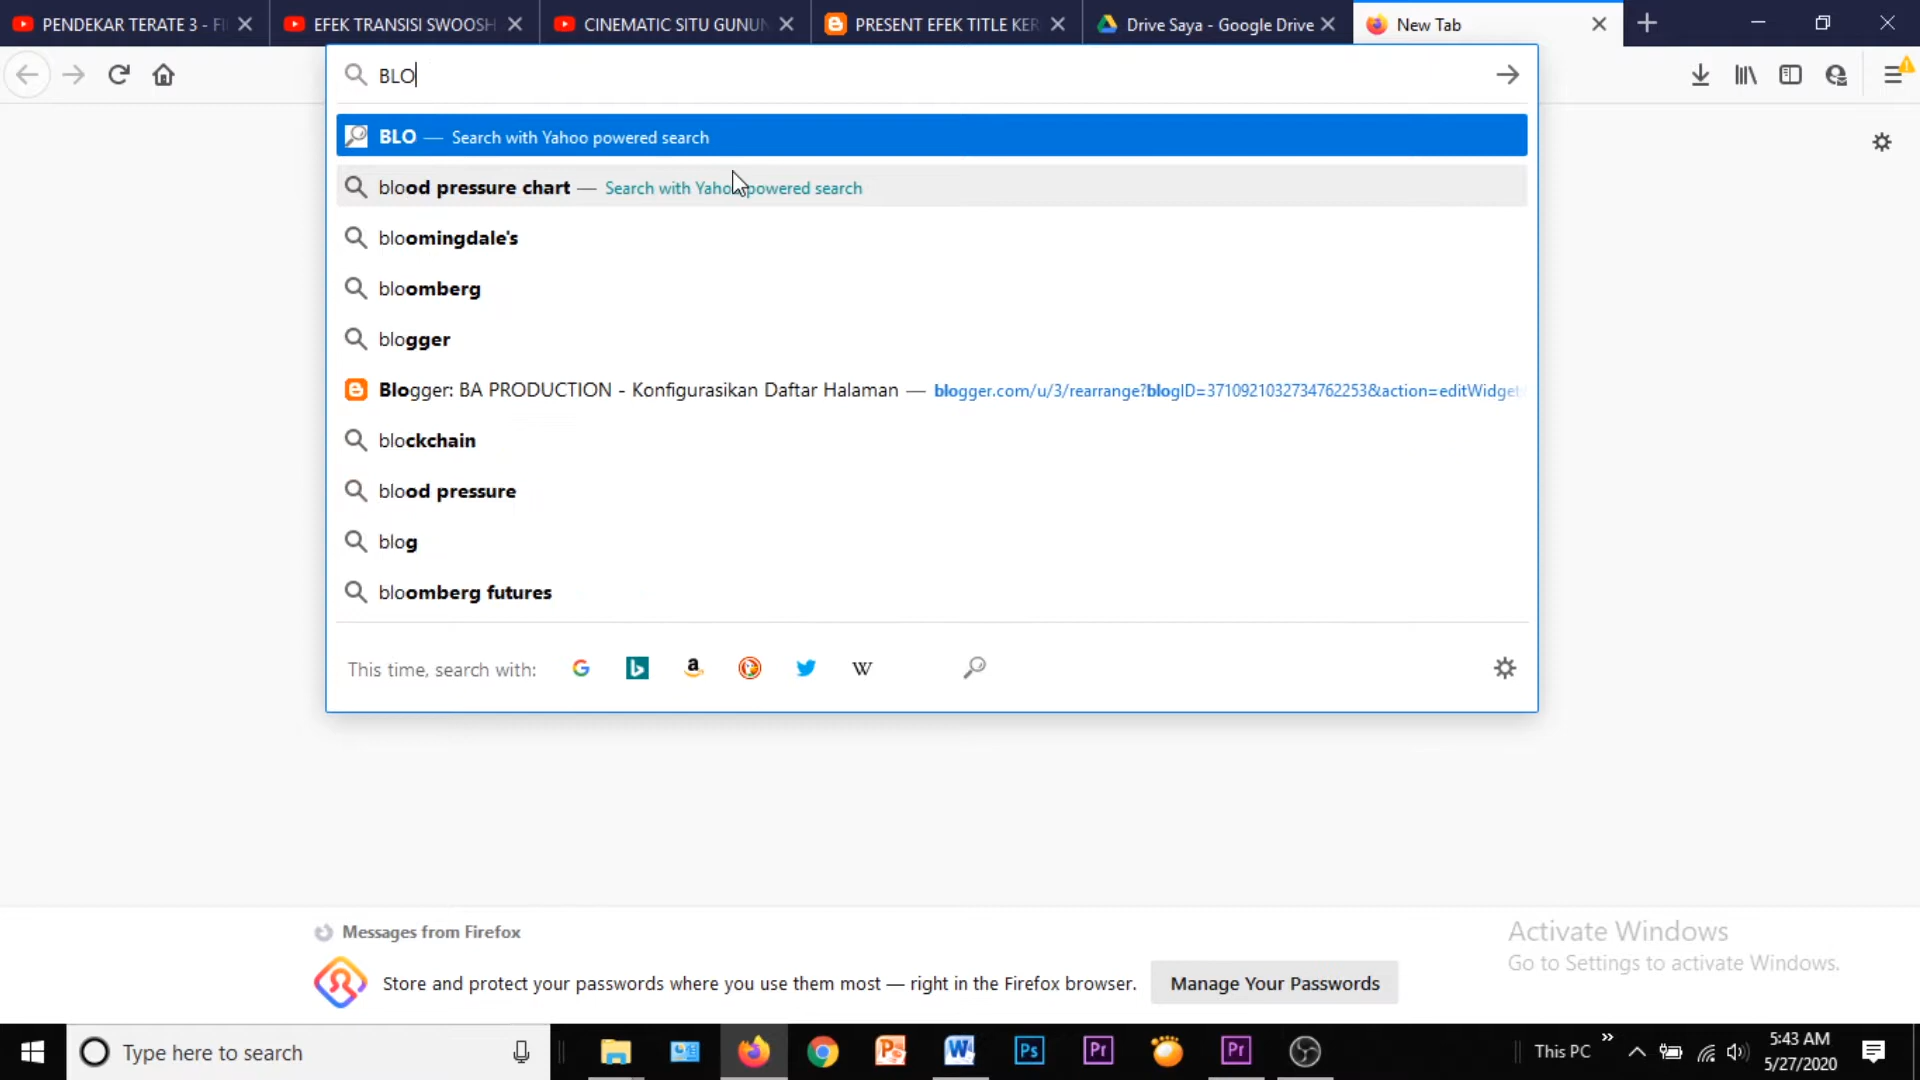 PENDEKAR TERATE 3 - FI
EFEK TRANSISI SWOOSH
CINEMATIC SITU GUNUN
PRESENT EFEK TITLE KER
Drive Saya - Google Drive
New Tab
BLO
BLO — Search with Yahoo powered search
blood pressure chart — Search with Yahoo powered search
bloomingdale's
bloomberg
blogger
Blogger: BA PRODUCTION - Konfigurasikan Daftar Halaman — blogger.com/u/3/rearrange?blogID=3710921032734762253&action=editWidget
blockchain
blood pressure
blog
bloomberg futures
This time, search with:
Messages from Firefox
Store and protect your passwords where you use them most — right in the Firefox browser.
Manage Your Passwords
Activate Windows
Go to Settings to activate Windows.
Type here to search
This PC
5:43 AM
5/27/2020